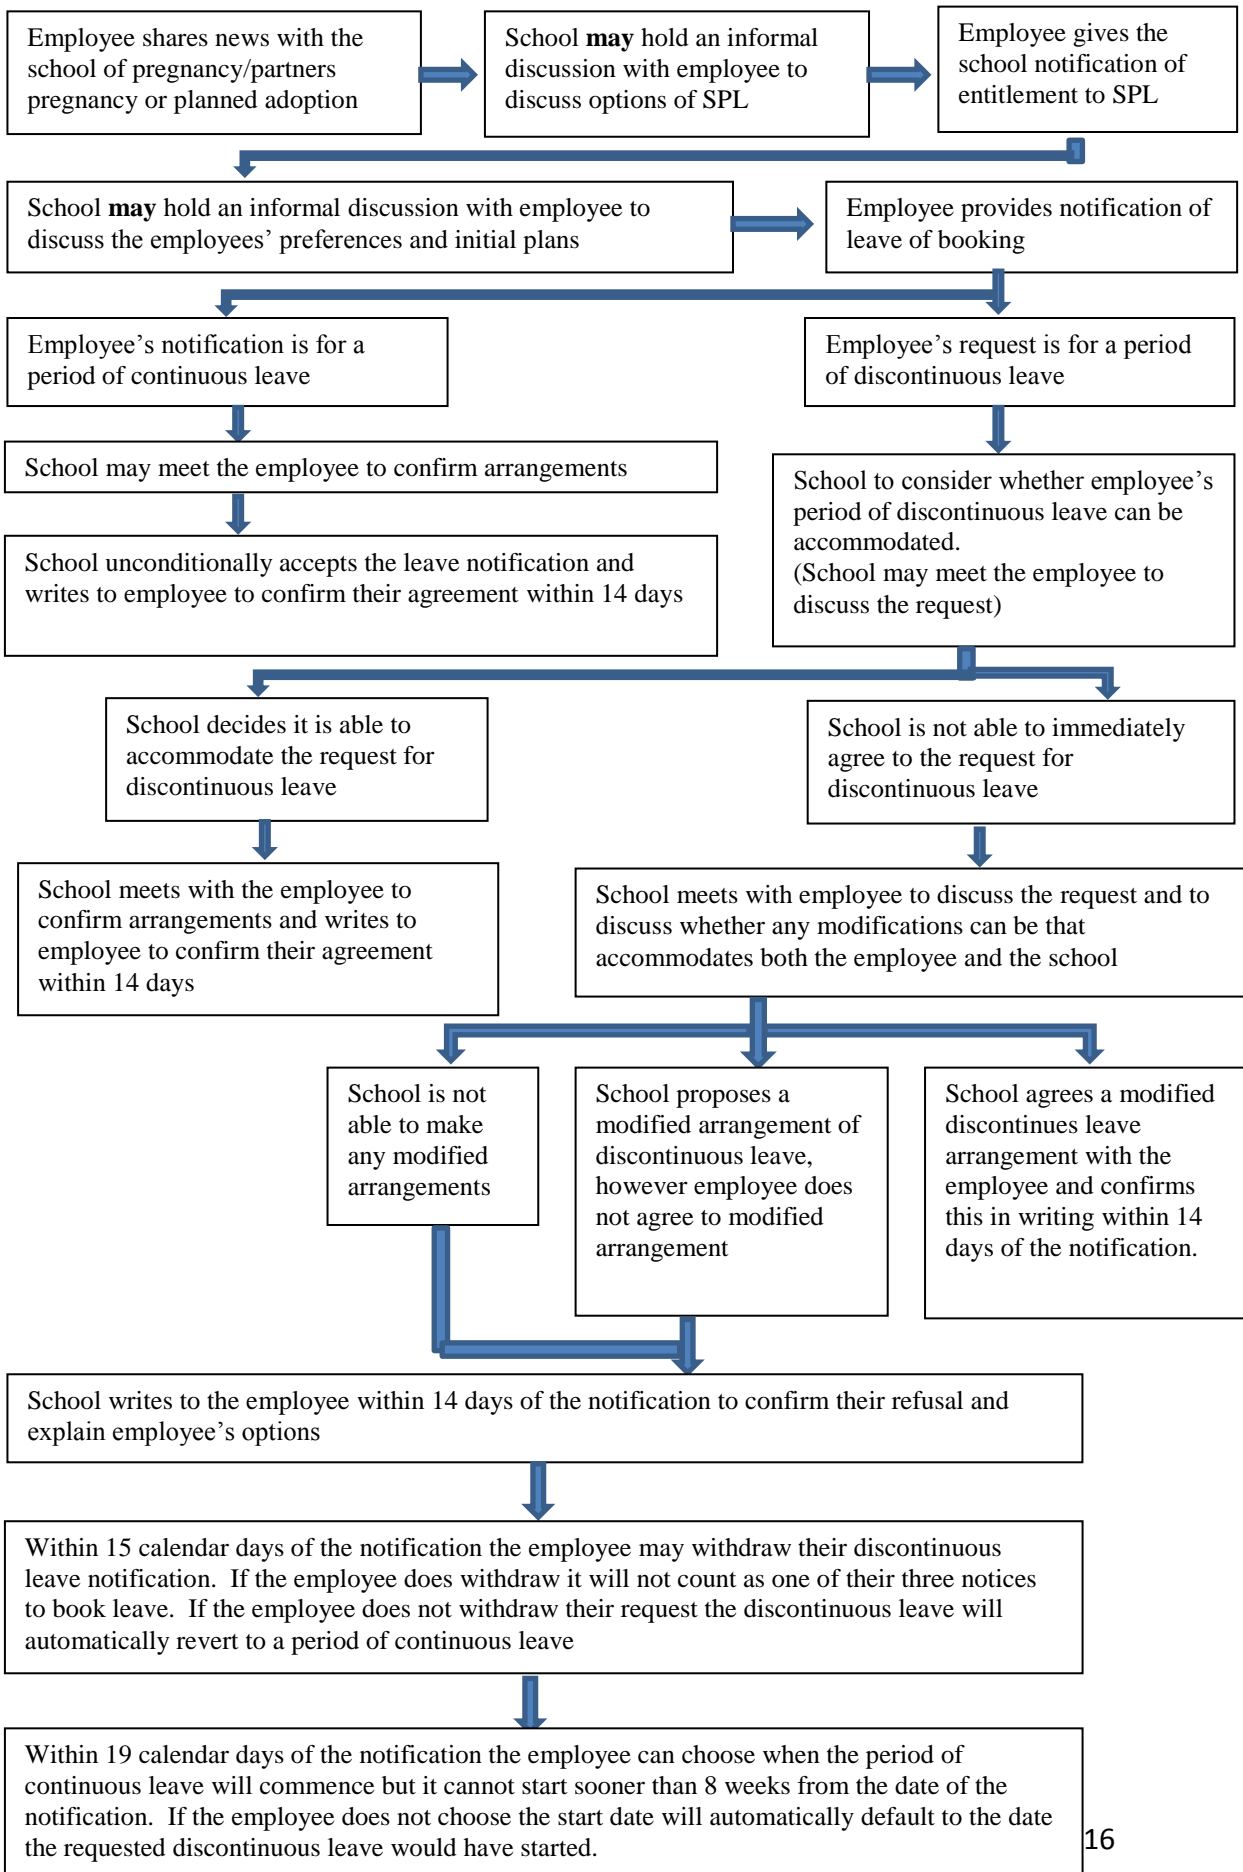 Employee shares news with the
school of pregnancy/partners
pregnancy or planned adoption
School may hold an informal
discussion with employee to
discuss options of SPL
Employee gives the
school notification of
entitlement to SPL
School may hold an informal discussion with employee to
discuss the employees’ preferences and initial plans
Employee provides notification of
leave of booking
Employee’s notification is for a
period of continuous leave
Employee’s request is for a period
of discontinuous leave
School may meet the employee to confirm arrangements
School to consider whether employee’s
period of discontinuous leave can be
accommodated.
(School may meet the employee to
discuss the request)
School unconditionally accepts the leave notification and
writes to employee to confirm their agreement within 14 days
School decides it is able to
accommodate the request for
discontinuous leave
School is not able to immediately
agree to the request for
discontinuous leave
School meets with the employee to
confirm arrangements and writes to
employee to confirm their agreement
within 14 days
School meets with employee to discuss the request and to
discuss whether any modifications can be that
accommodates both the employee and the school
School is not
able to make
any modified
arrangements
School proposes a
modified arrangement of
discontinuous leave,
however employee does
not agree to modified
arrangement
School agrees a modified
discontinues leave
arrangement with the
employee and confirms
this in writing within 14
days of the notification.
School writes to the employee within 14 days of the notification to confirm their refusal and
explain employee’s options
Within 15 calendar days of the notification the employee may withdraw their discontinuous
leave notification.  If the employee does withdraw it will not count as one of their three notices
to book leave.  If the employee does not withdraw their request the discontinuous leave will
automatically revert to a period of continuous leave
Within 19 calendar days of the notification the employee can choose when the period of
continuous leave will commence but it cannot start sooner than 8 weeks from the date of the
notification.  If the employee does not choose the start date will automatically default to the date
the requested discontinuous leave would have started.
16